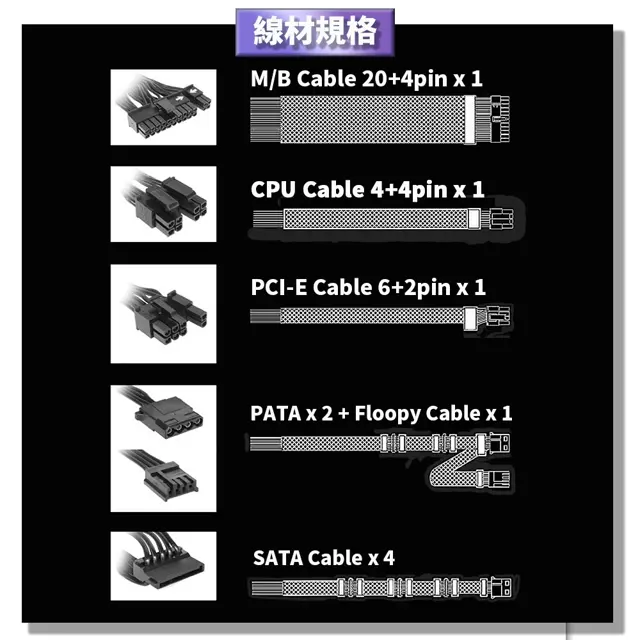 線材規格
M/B Cable 20+4pin x 1
CPU Cable 4+4pin x 1
PCI-E Cable 6+2pin x 1
PATA x 2 + Floopy Cable x 1
SATA Cable x 4